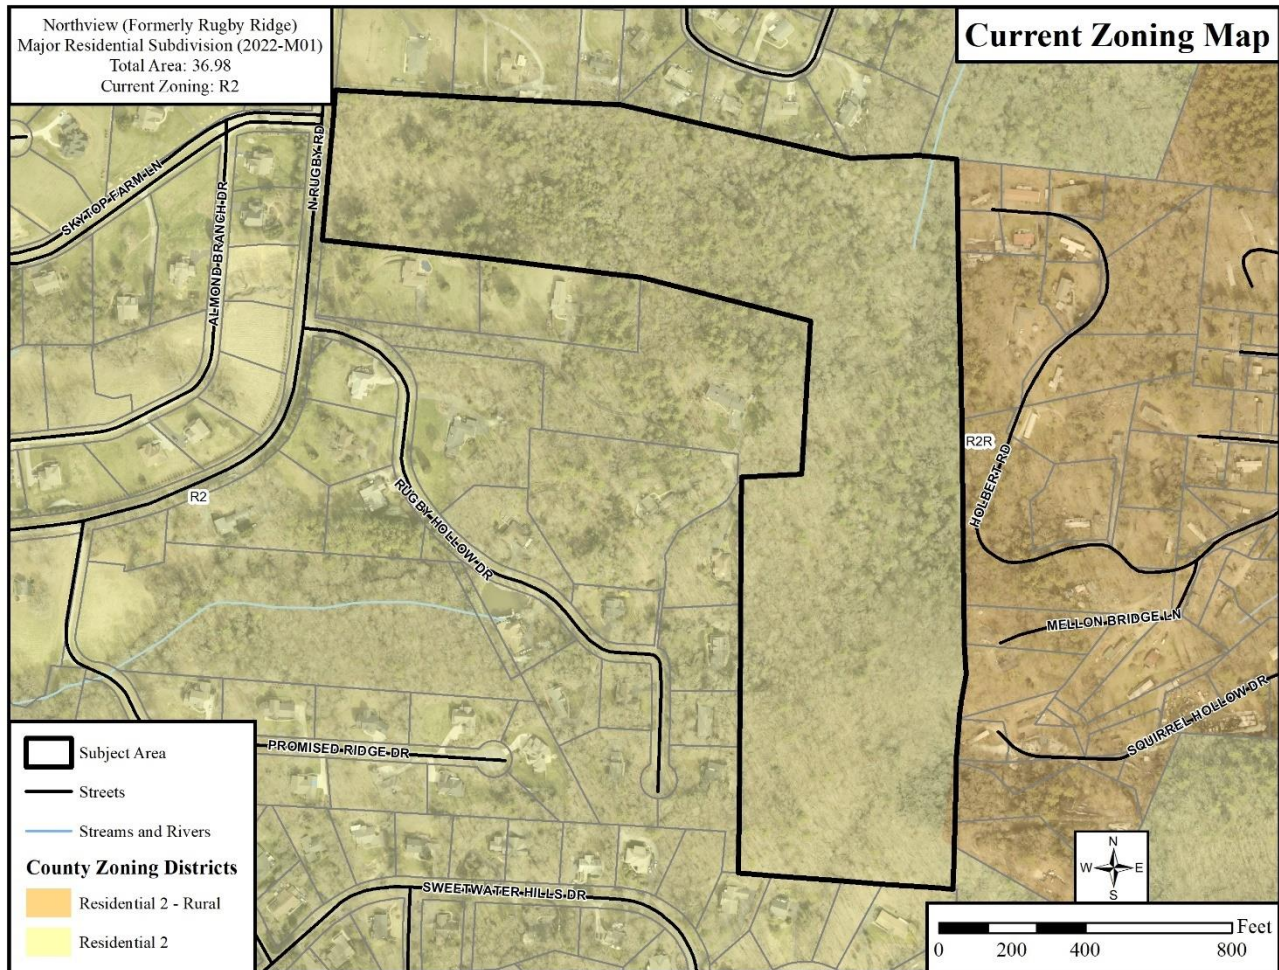 Northview (Formerly Rugby Ridge)
Major Residential Subdivision (2022-M01)
Total Area: 36.98
Current Zoning: R2
Current Zoning Map
SKYTOP FARM LN
ALMOND BRANCH DR
N RUGBY RD
R2
RUGBY HOLLOW DR
R2R
HOLBERT RD
MELLON BRIDGE LN
SQUIRREL HOLLOW DR
PROMISED RIDGE DR
SWEETWATER HILLS DR
Subject Area
Streets
Streams and Rivers
County Zoning Districts
Residential 2 - Rural
Residential 2
N
W E
S
Feet
0 200 400 800